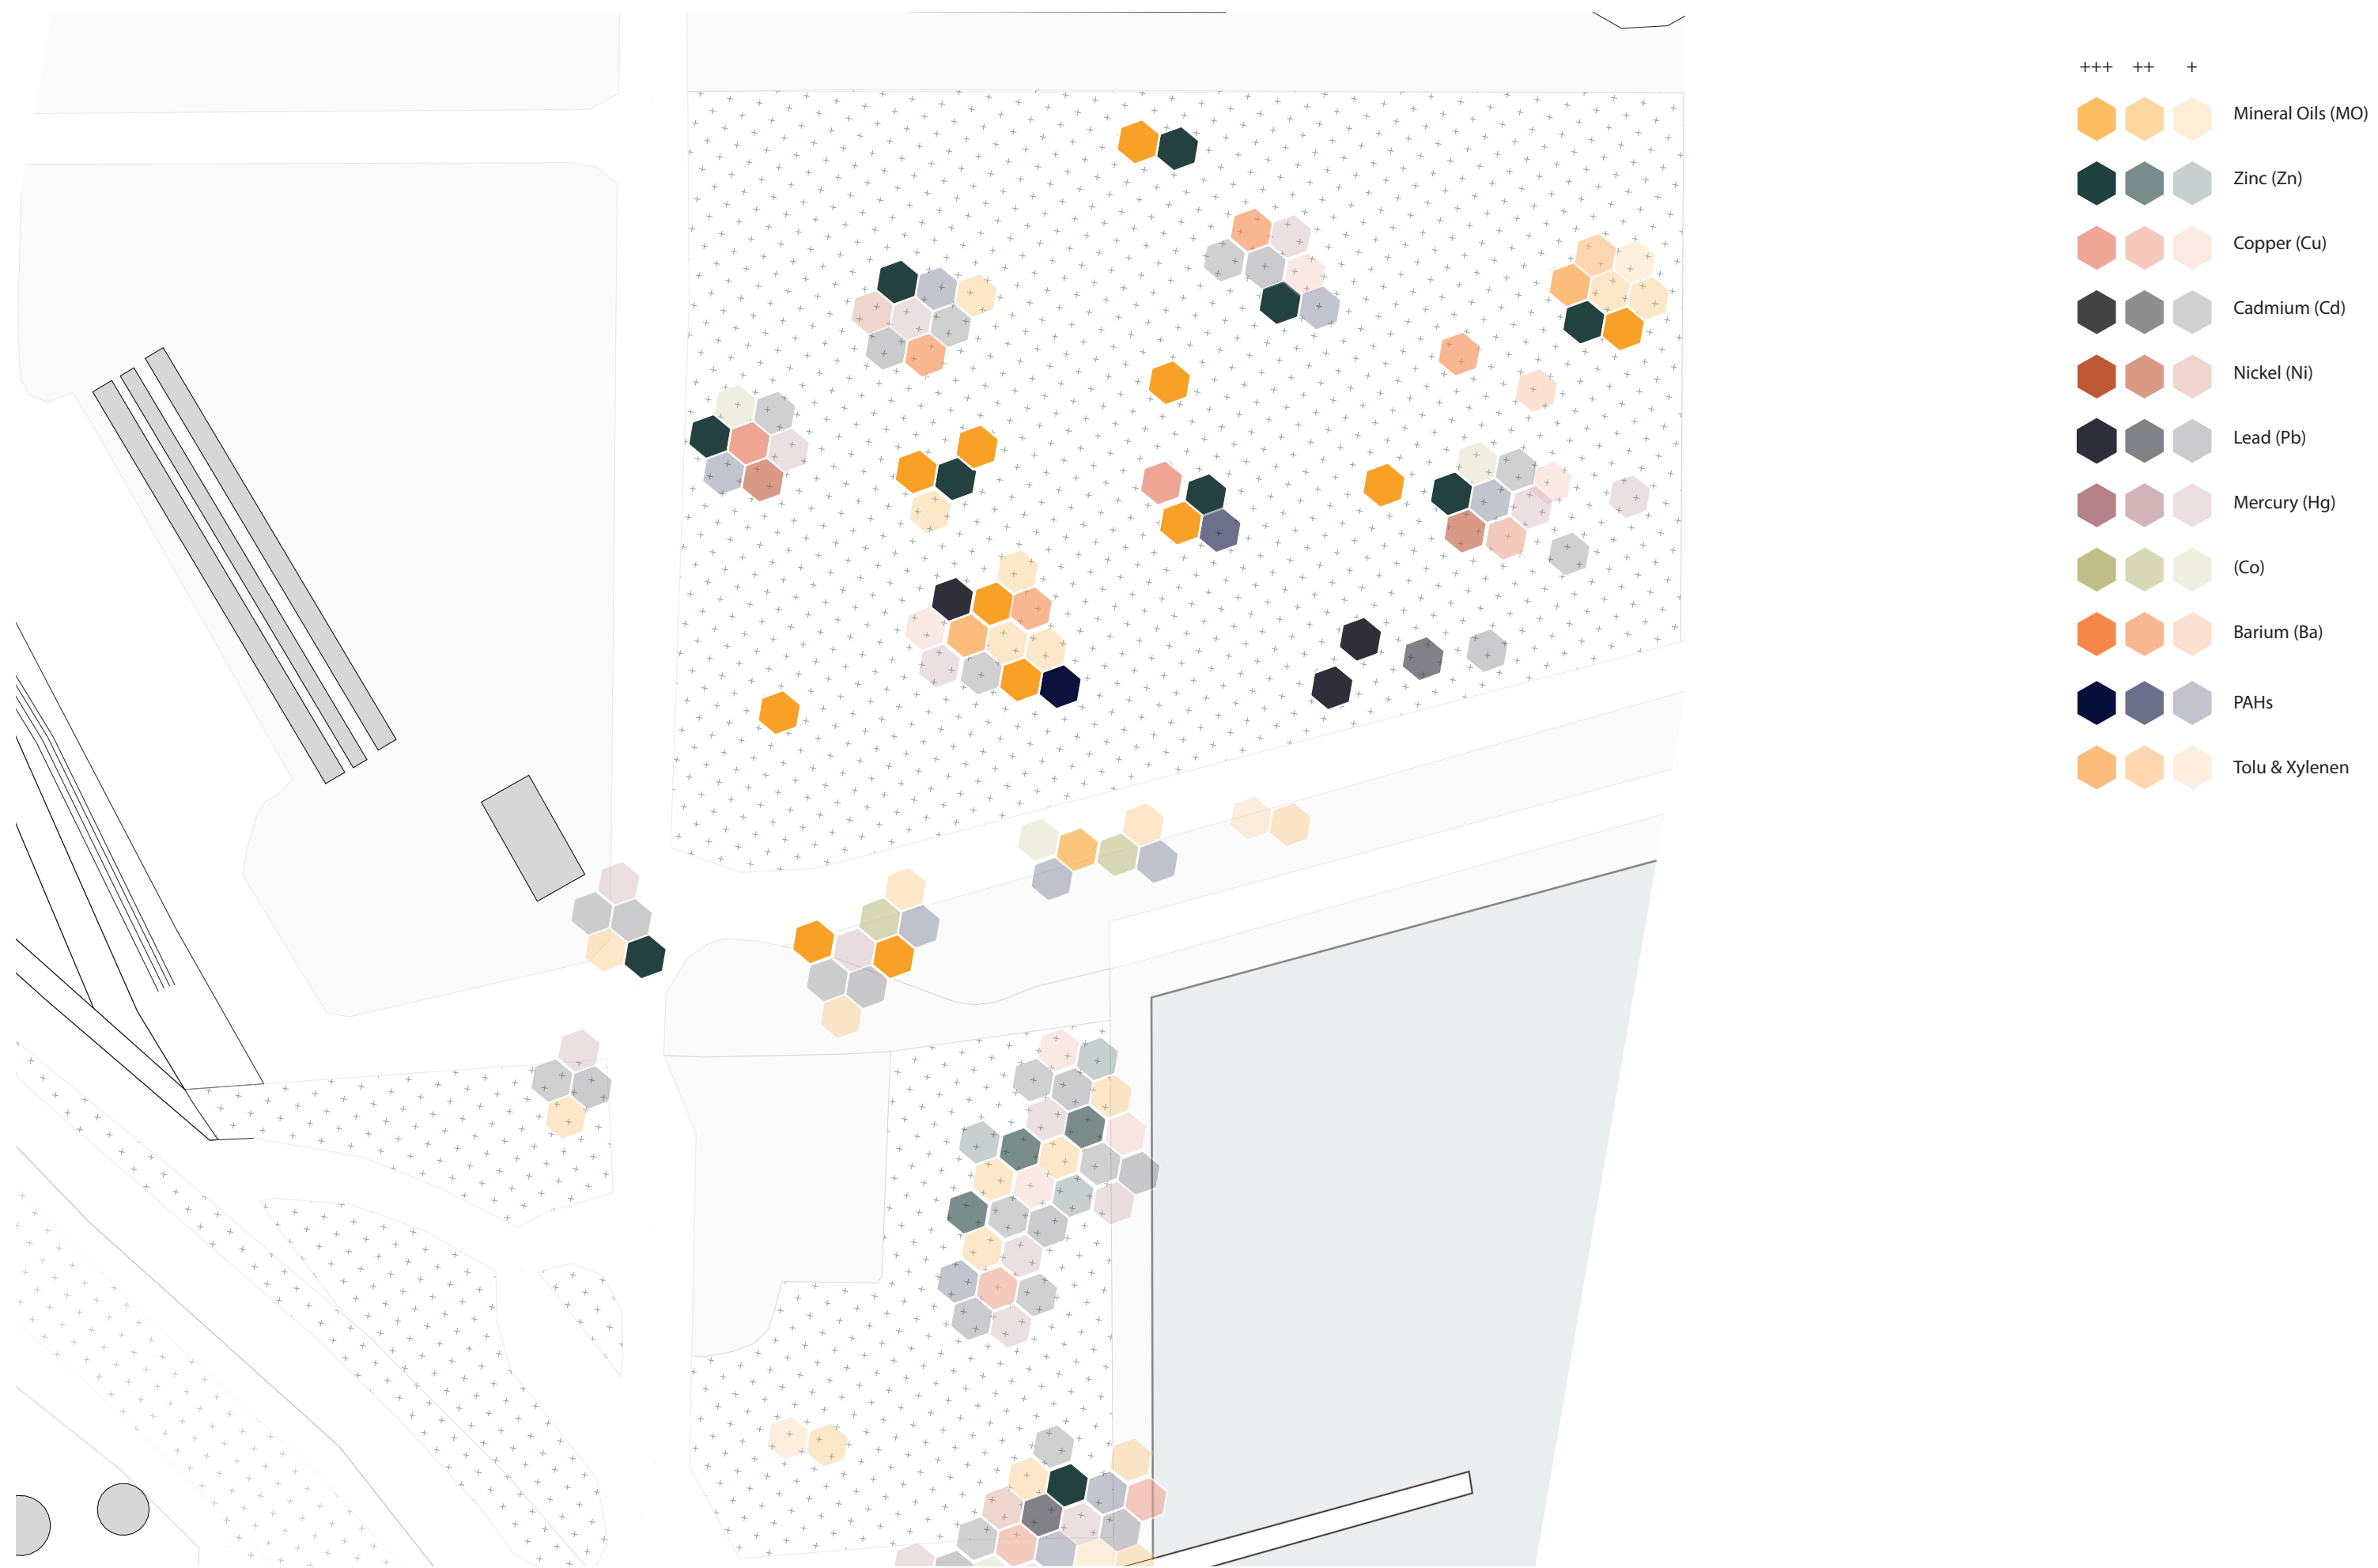 +++ ++ +
Mineral Oils (MO)
Zinc (Zn)
Copper (Cu)
Cadmium (Cd)
Nickel (Ni)
Lead (Pb)
Mercury (Hg)
(Co)
Barium (Ba)
PAHs
Tolu & Xylenen